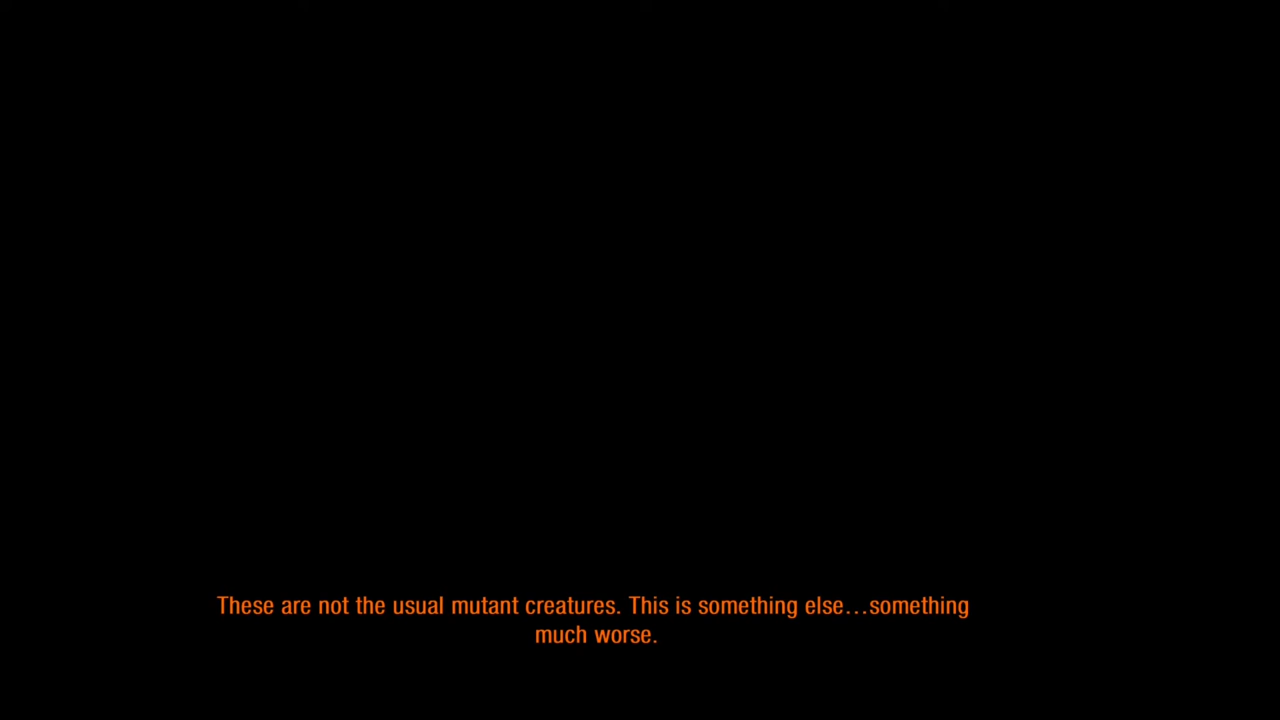 These are not the usual mutant creatures. This is something else…something
much worse.